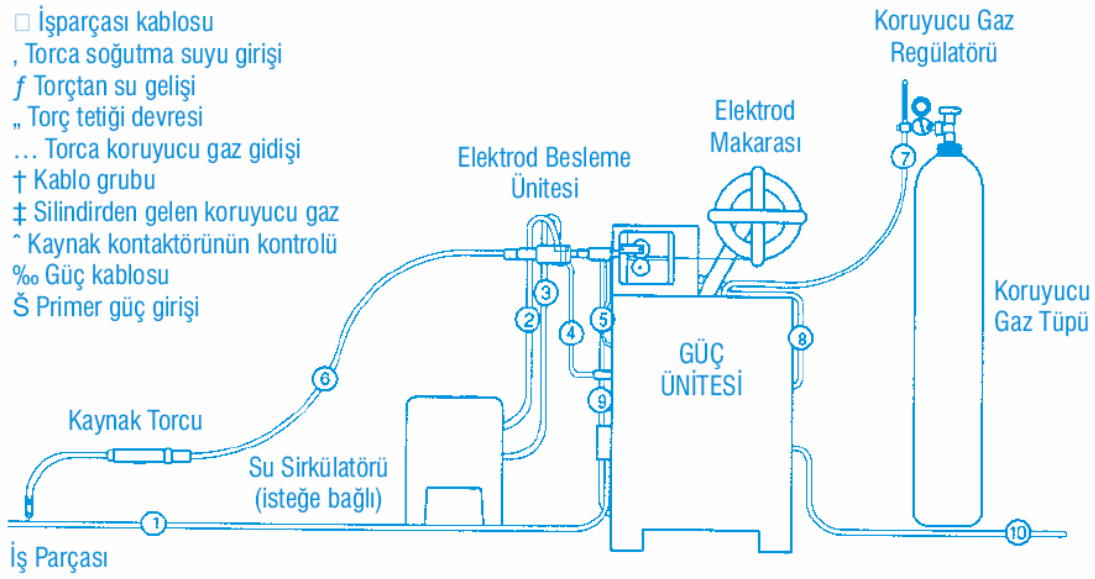 □ İşparçası kablosu
‚ Torca soğutma suyu girişi
ƒ Torçtan su gelişi
„ Torç tetiği devresi
… Torca koruyucu gaz gidişi
† Kablo grubu
‡ Silindirden gelen koruyucu gaz
ˆ Kaynak kontaktörünün kontrolü
‰ Güç kablosu
Š Primer güç girişi
Koruyucu Gaz
Regülatörü
Elektrod
Makarası
Elektrod Besleme
Ünitesi
7
3
2
4
5
8
Koruyucu
Gaz Tüpü
GÜÇ
ÜNİTESİ
6
9
Kaynak Torcu
Su Sirkülatörü
(isteğe bağlı)
1
10
İş Parçası